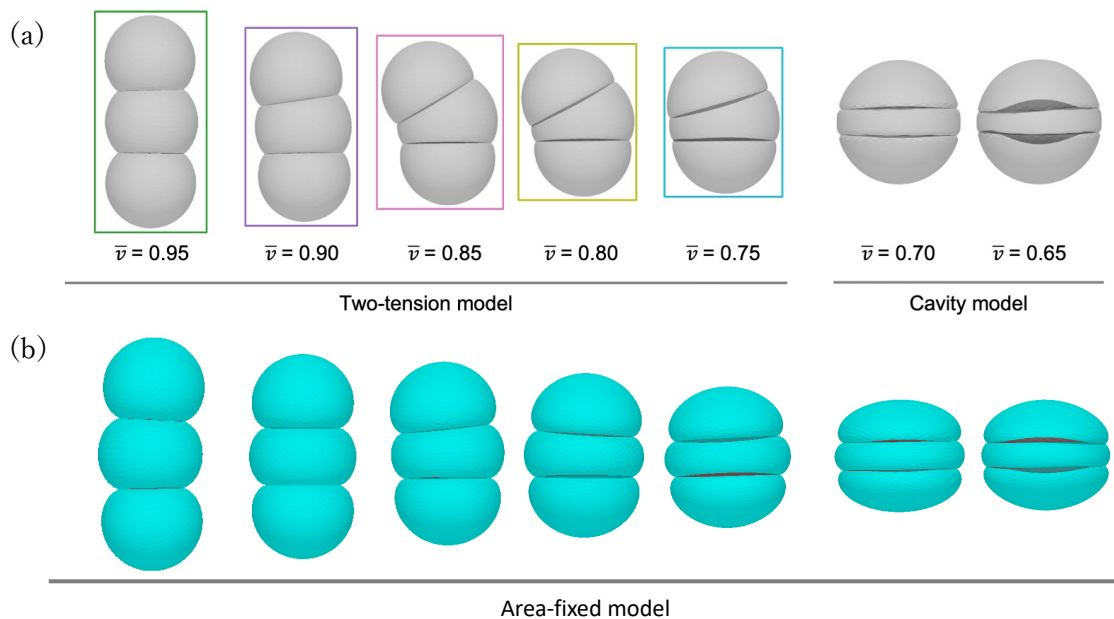 (a)
v̅ = 0.95 v̅ = 0.90 v̅ = 0.85 v̅ = 0.80 v̅ = 0.75 v̅ = 0.70 v̅ = 0.65
Two-tension model Cavity model
(b)
Area-fixed model